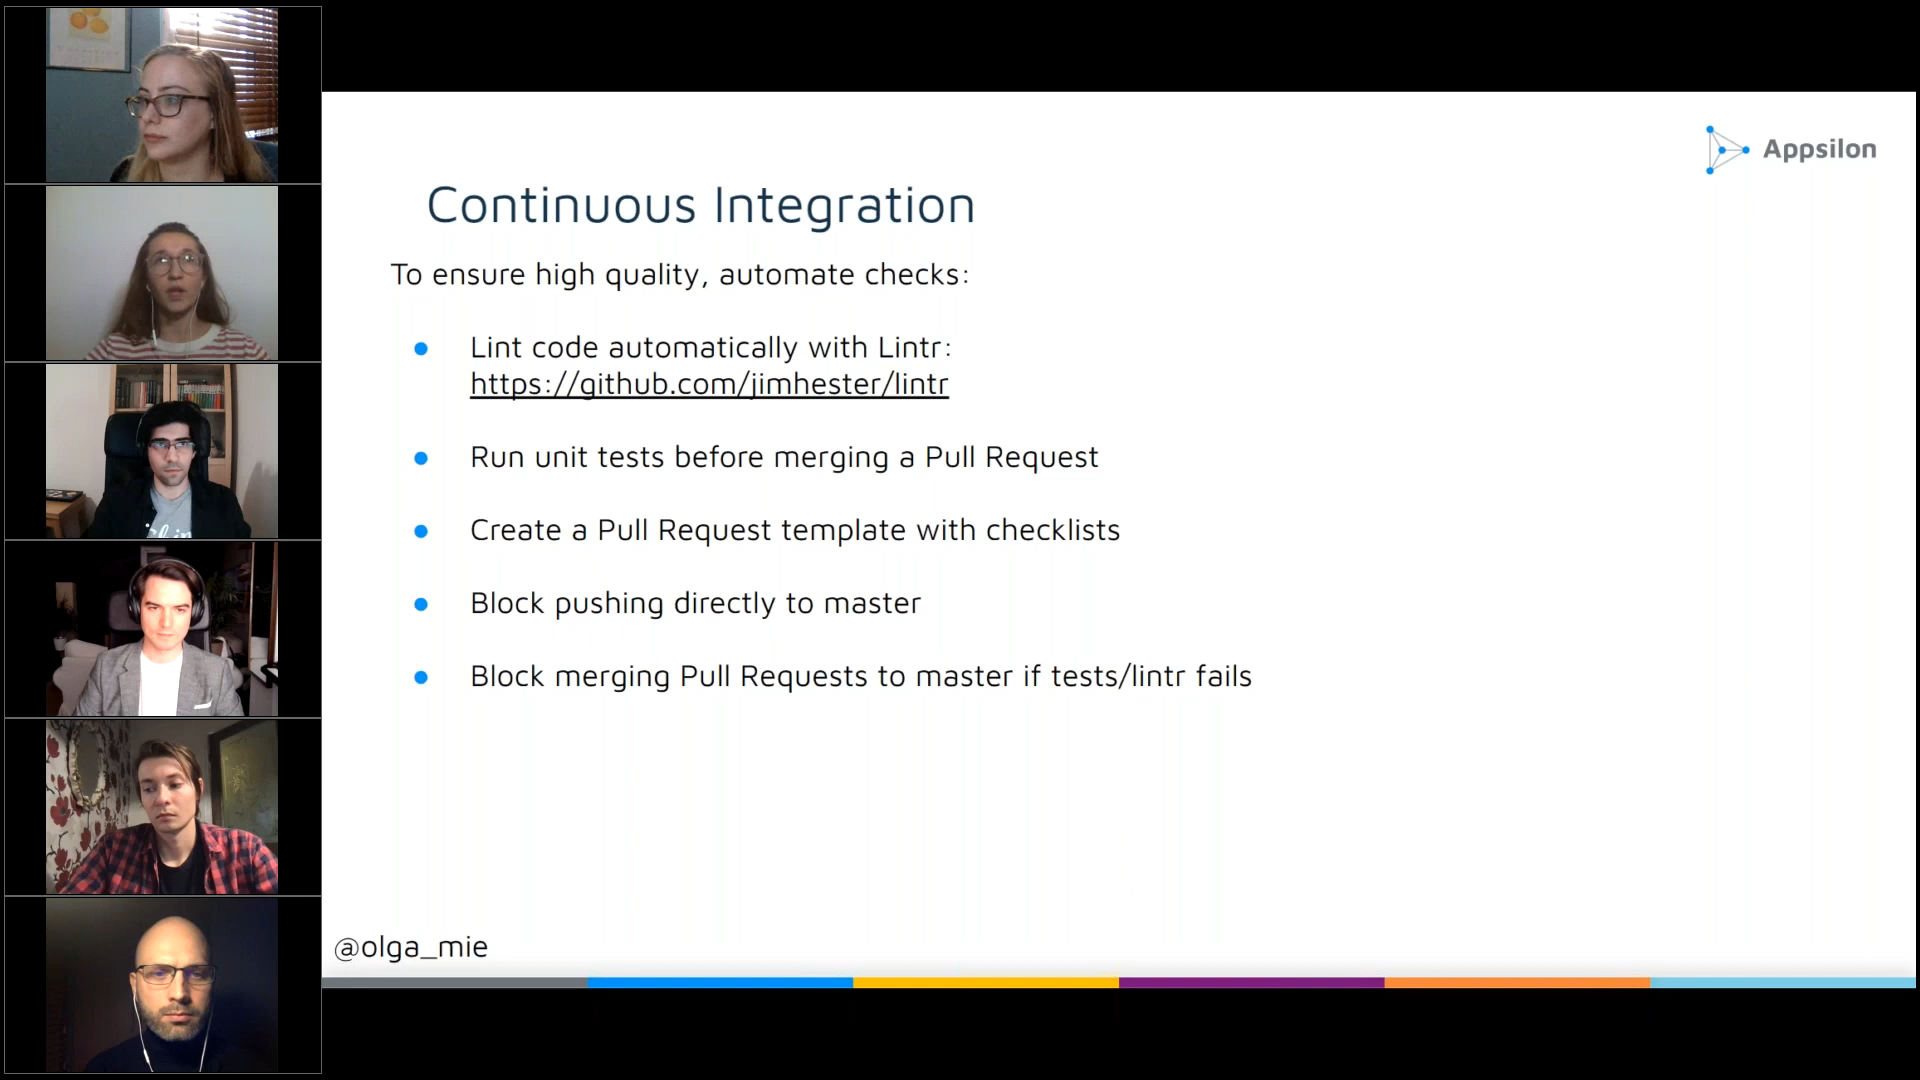 Appsilon
Continuous Integration
To ensure high quality, automate checks:
Lint code automatically with Lintr:
https://github.com/jimhester/lintr
Run unit tests before merging a Pull Request
Create a Pull Request template with checklists
Block pushing directly to master
Block merging Pull Requests to master if tests/lintr fails
@olga_mie